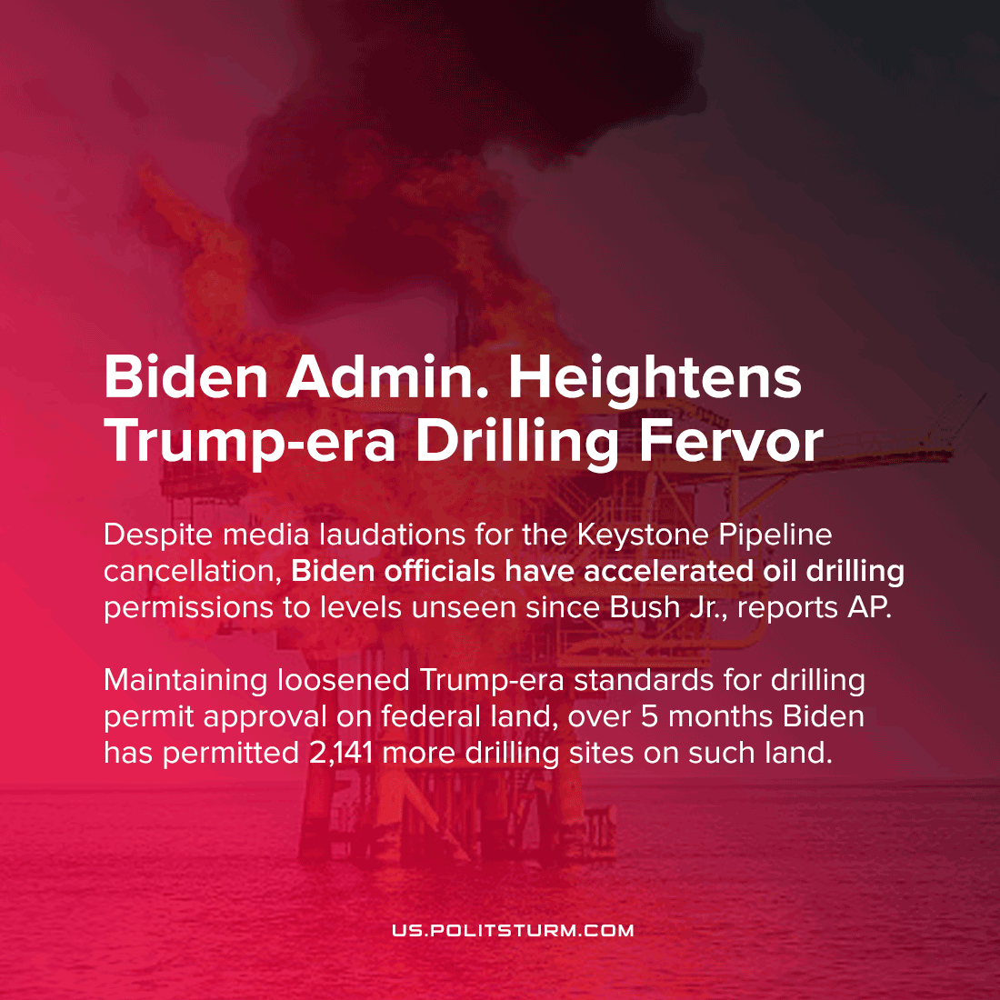 Biden Admin. Heightens
Trump-era Drilling Fervor
Despite media laudations for the Keystone Pipeline
cancellation, Biden officials have accelerated oil drilling
permissions to levels unseen since Bush Jr., reports AP.
Maintaining loosened Trump-era standards for drilling
permit approval on federal land, over 5 months Biden
has permitted 2,141 more drilling sites on such land.
US.POLITSTURM.COM